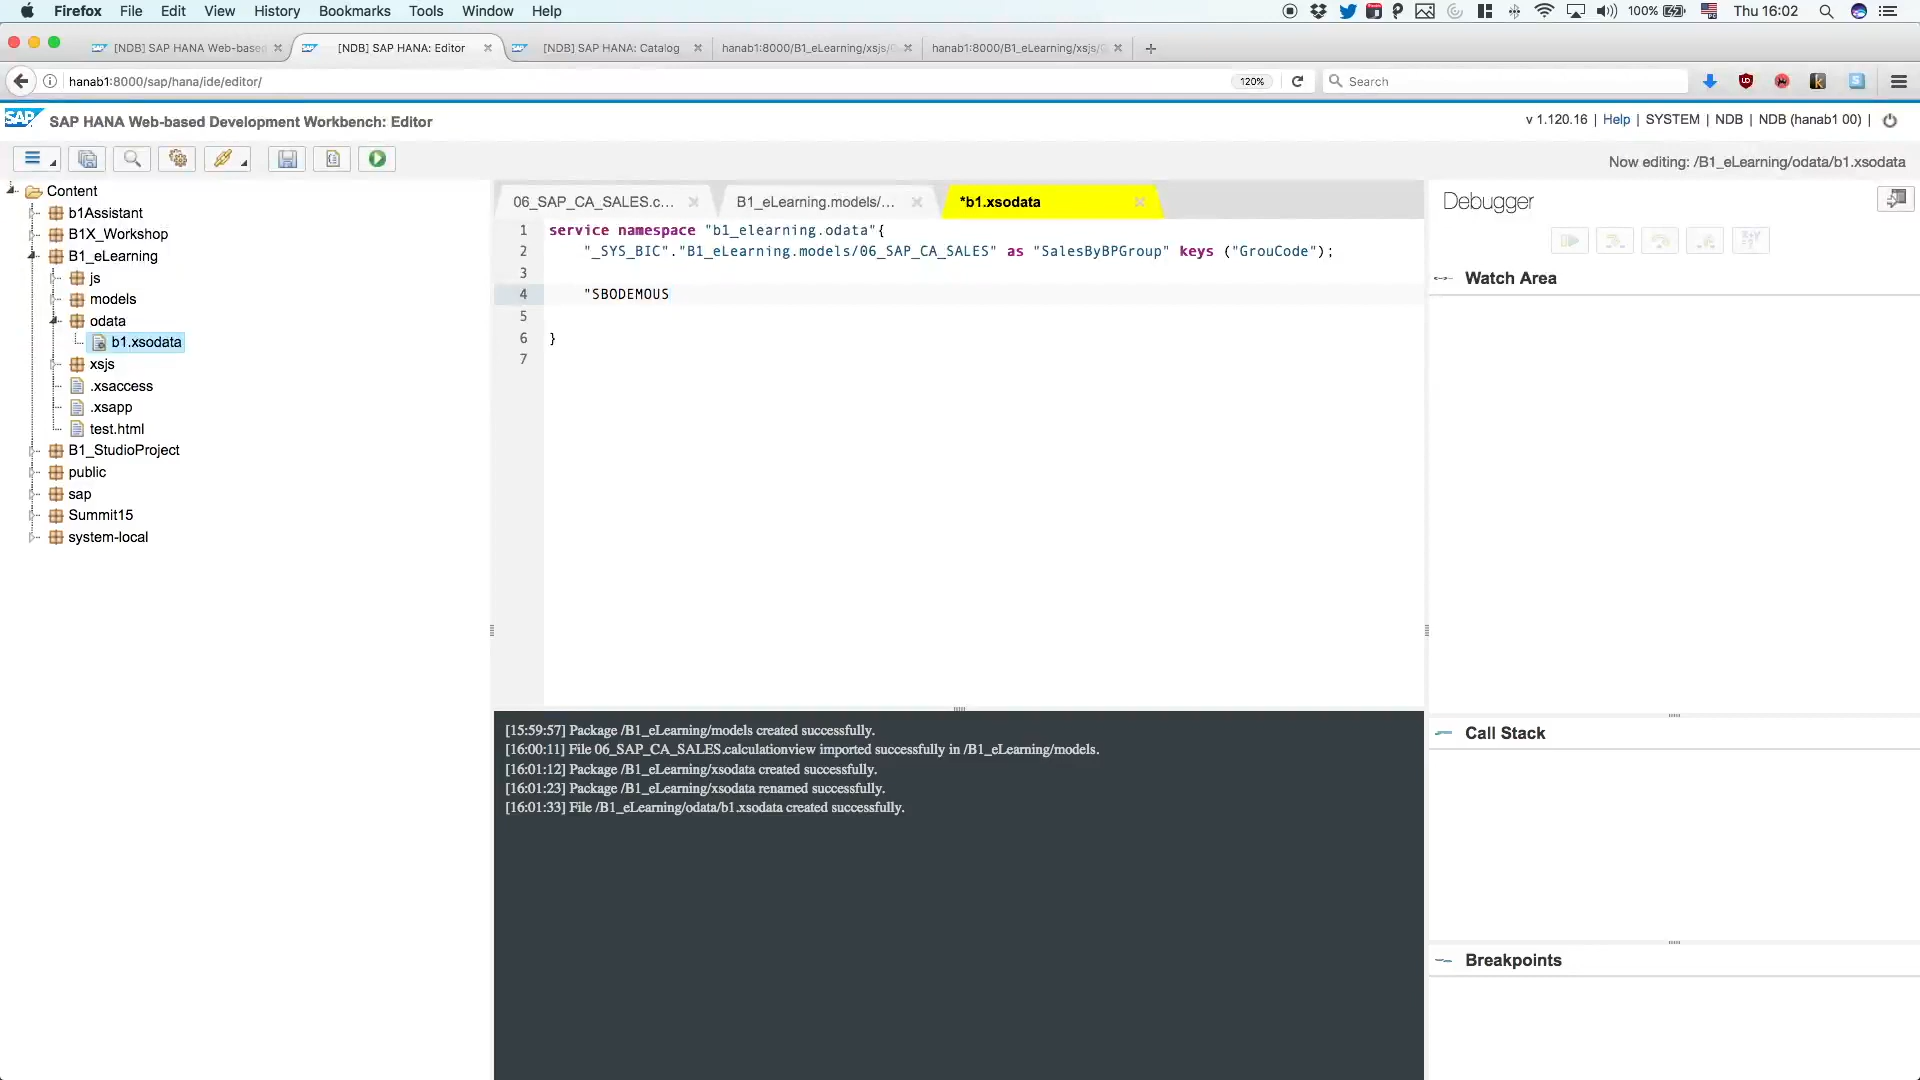 Firefox File Edit View History Bookmarks Tools Window Help 100% Thu 16:02
[NDB] SAP HANA Web-based [NDB] SAP HANA: Editor [NDB] SAP HANA: Catalog hanab1:8000/B1_eLearning/xsjs/ hanab1:8000/B1_eLearning/xsjs/
hanab1:8000/sap/hana/ide/editor/ 120% Search
SAP SAP HANA Web-based Development Workbench: Editor v 1.120.16 | Help | SYSTEM | NDB | NDB (hanab1 00) |
Now editing: /B1_eLearning/odata/b1.xsodata
Content
b1Assistant
B1X_Workshop
B1_eLearning
js
models
odata
b1.xsodata
xsjs
.xsaccess
.xsapp
test.html
B1_StudioProject
public
sap
Summit15
system-local
06_SAP_CA_SALES.c... B1_eLearning.models/... *b1.xsodata
1 service namespace "b1_elearning.odata"{
2 "_SYS_BIC"."B1_eLearning.models/06_SAP_CA_SALES" as "SalesByBPGroup" keys ("GrouCode");
3
4 "SBODEMOUS
5
6 }
7
[15:59:57] Package /B1_eLearning/models created successfully.
[16:00:11] File 06_SAP_CA_SALES.calculationview imported successfully in /B1_eLearning/models.
[16:01:12] Package /B1_eLearning/xsodata created successfully.
[16:01:23] Package /B1_eLearning/xsodata renamed successfully.
[16:01:33] File /B1_eLearning/odata/b1.xsodata created successfully.
Debugger
Watch Area
Call Stack
Breakpoints